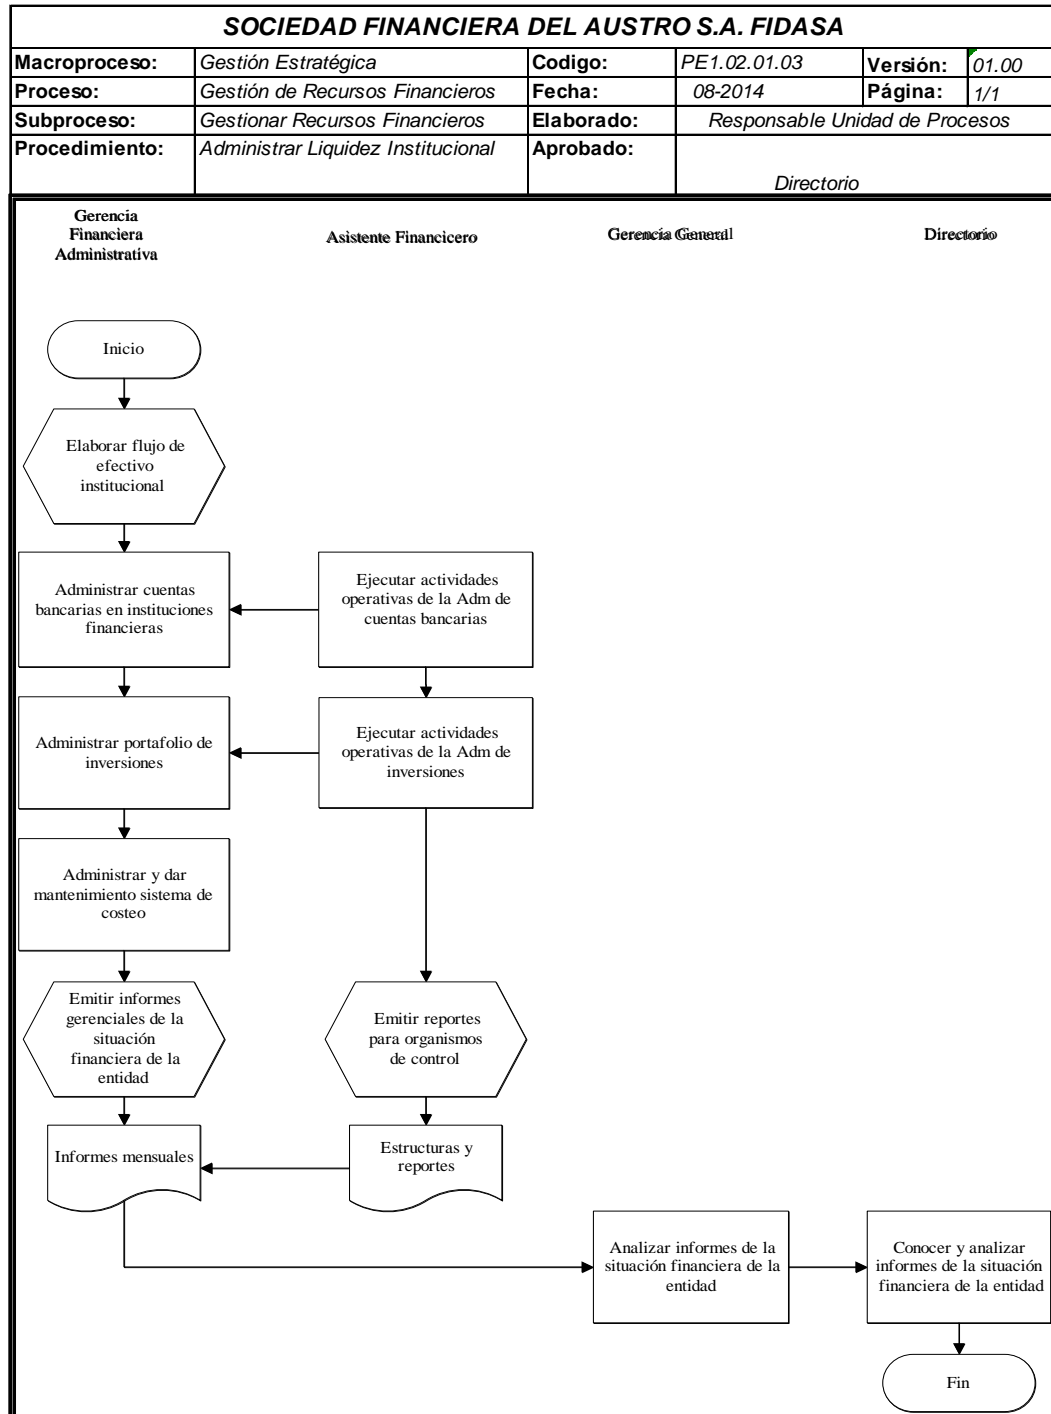 SOCIEDAD FINANCIERA DEL AUSTRO S.A. FIDASA
Macroproceso: Gestión Estratégica Codigo: PE1.02.01.03 Versión: 01.00
Proceso: Gestión de Recursos Financieros Fecha: 08-2014 Página: 1/1
Subproceso: Gestionar Recursos Financieros Elaborado: Responsable Unidad de Procesos
Procedimiento: Administrar Liquidez Institucional Aprobado:
Directorio
Gerencia
Financiera
Administrativa
Asistente Financicero
Gerencia General
Directorio
Inicio
Elaborar flujo de
efectivo
institucional
Administrar cuentas
bancarias en instituciones
financieras
Ejecutar actividades
operativas de la Adm de
cuentas bancarias
Administrar portafolio de
inversiones
Ejecutar actividades
operativas de la Adm de
inversiones
Administrar y dar
mantenimiento sistema de
costeo
Emitir informes
gerenciales de la
situación
financiera de la
entidad
Emitir reportes
para organismos
de control
Informes mensuales
Estructuras y
reportes
Analizar informes de la
situación financiera de la
entidad
Conocer y analizar
informes de la situación
financiera de la entidad
Fin